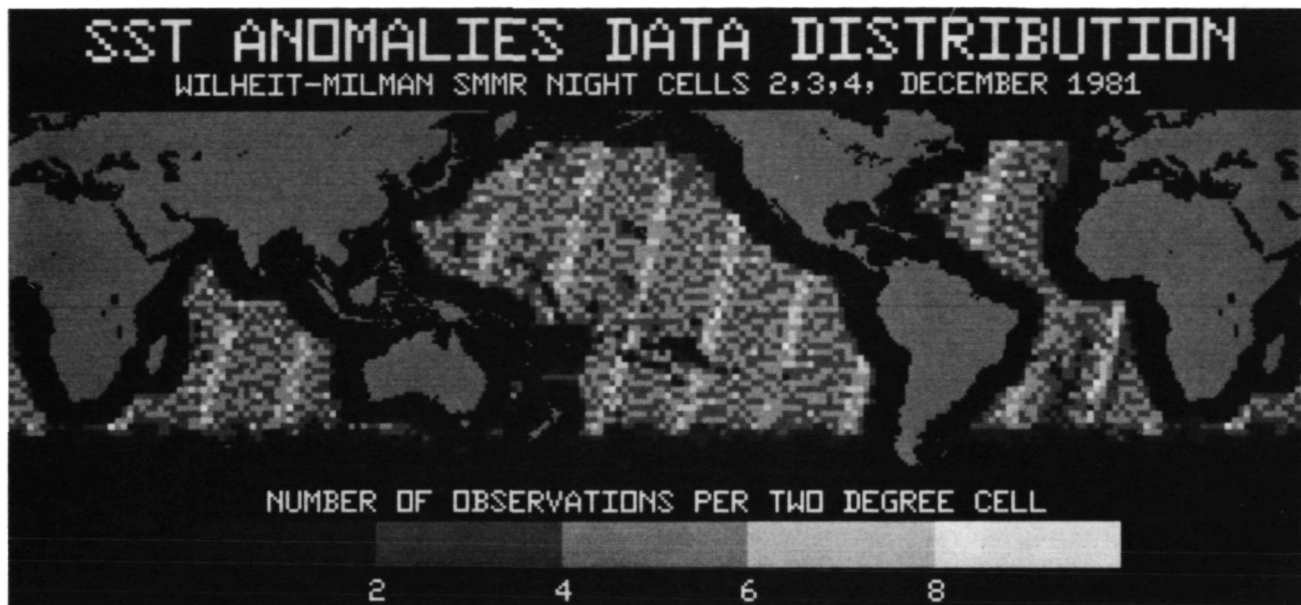 SST ANOMALIES DATA DISTRIBUTION
WILHEIT-MILMAN SMMR NIGHT CELLS 2,3,4, DECEMBER 1981
NUMBER OF OBSERVATIONS PER TWO DEGREE CELL
2 4 6 8